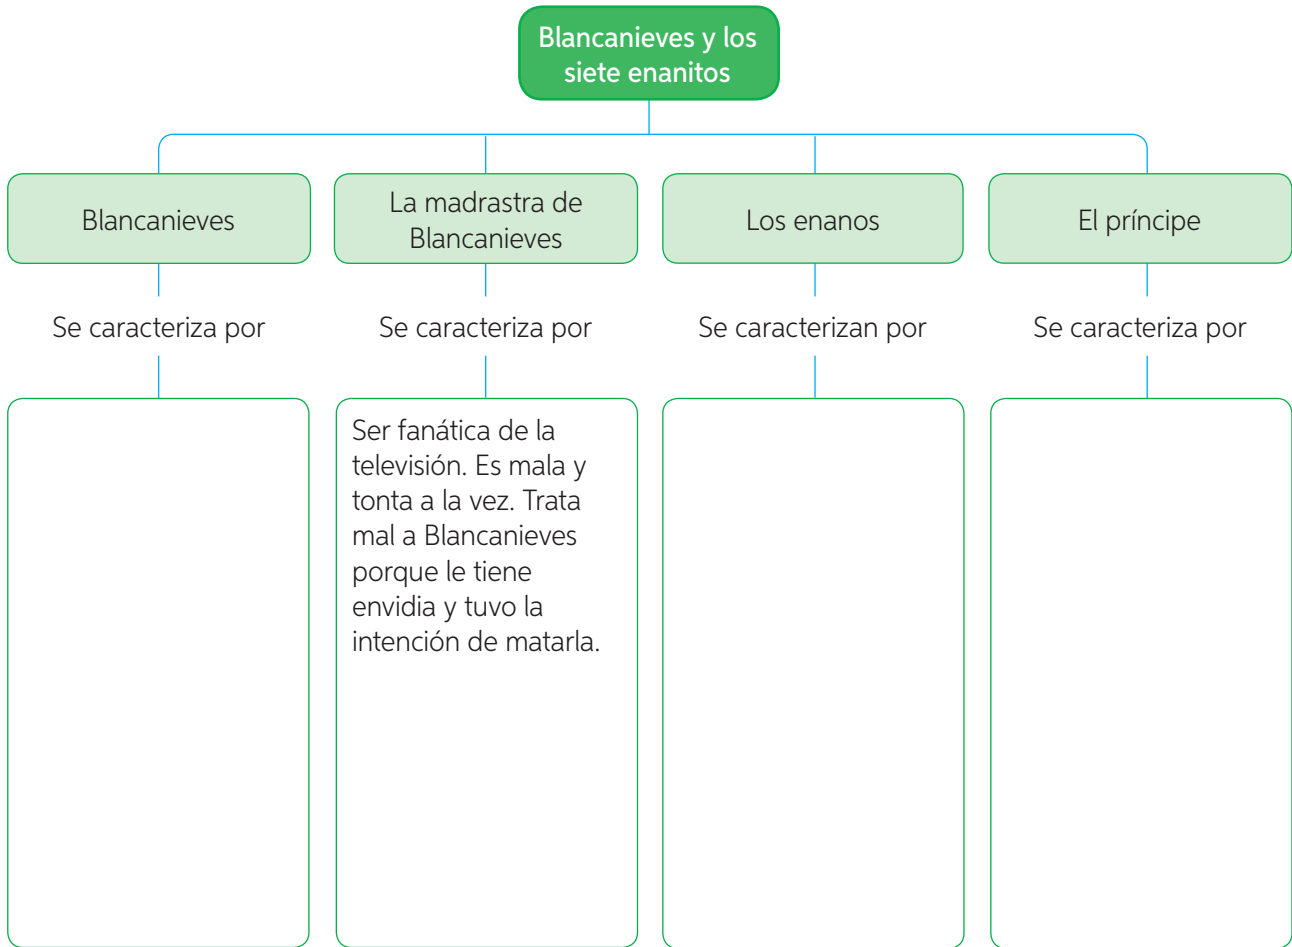 Blancanieves y los
siete enanitos
Blancanieves
La madrastra de
Blancanieves
Los enanos
El príncipe
Se caracteriza por
Se caracteriza por
Se caracterizan por
Se caracteriza por
Ser fanática de la
televisión. Es mala y
tonta a la vez. Trata
mal a Blancanieves
porque le tiene
envidia y tuvo la
intención de matarla.